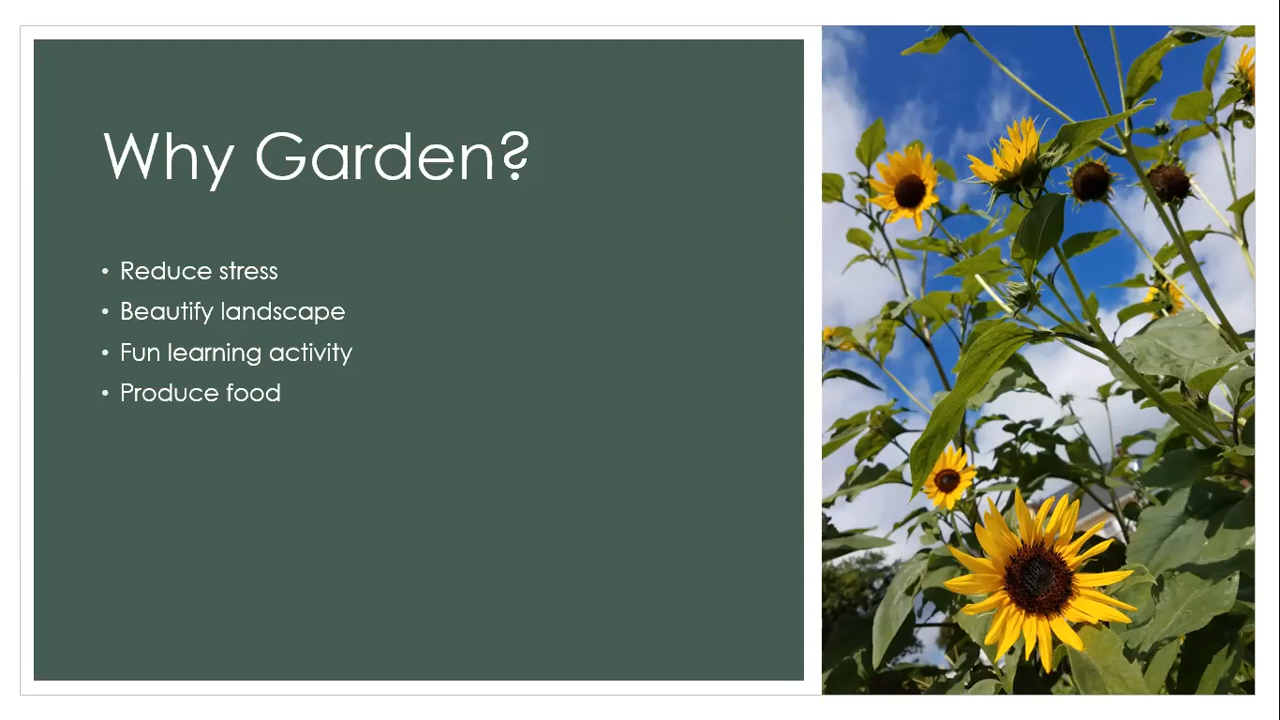 Why Garden?
• Reduce stress
• Beautify landscape
• Fun learning activity
• Produce food